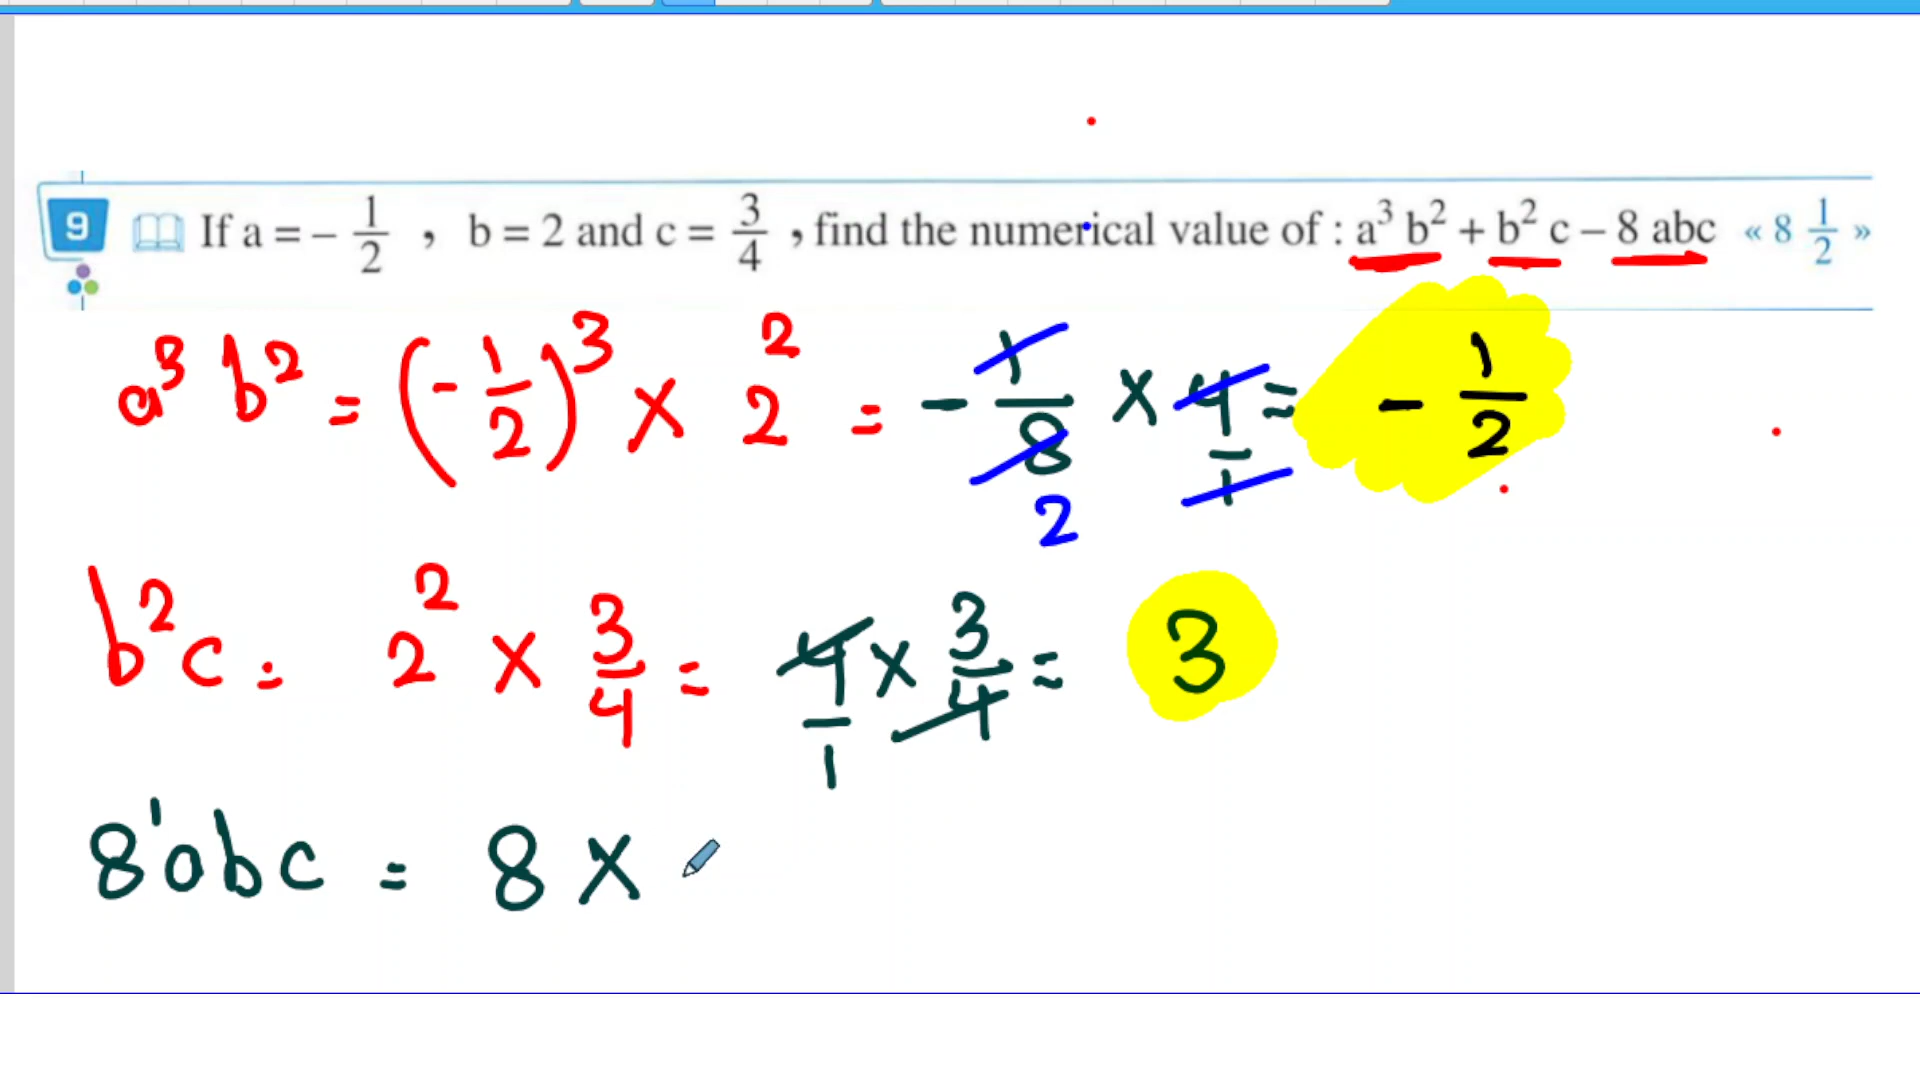 9 If a = – 1/2 , b = 2 and c = 3/4 , find the numerical value of : a³ b² + b² c – 8 abc « 8 1/2 »
a³ b² = (- 1/2)³ × 2² = - 1/8 × 4/1 = - 1/2
2
b²c = 2² × 3/4 = 4/1 × 3/4 = 3
8'abc = 8 ×